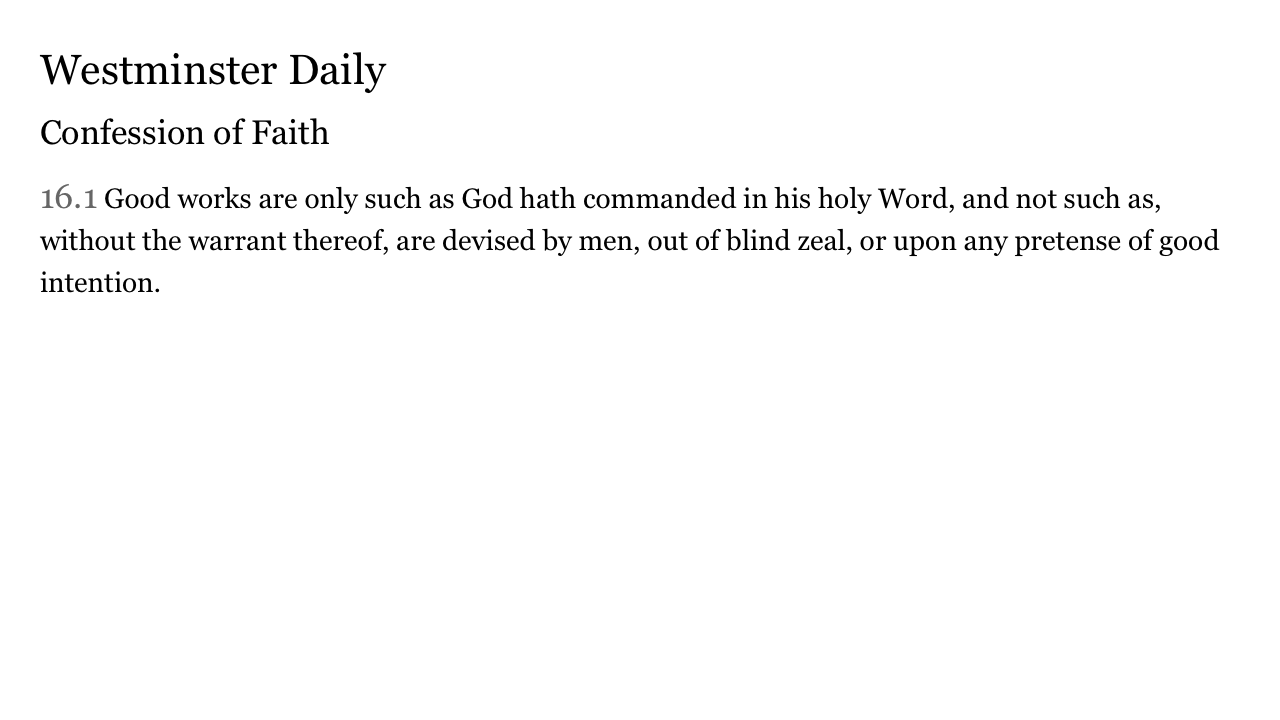 Westminster Daily
Confession of Faith
16.1 Good works are only such as God hath commanded in his holy Word, and not such as,
without the warrant thereof, are devised by men, out of blind zeal, or upon any pretense of good
intention.